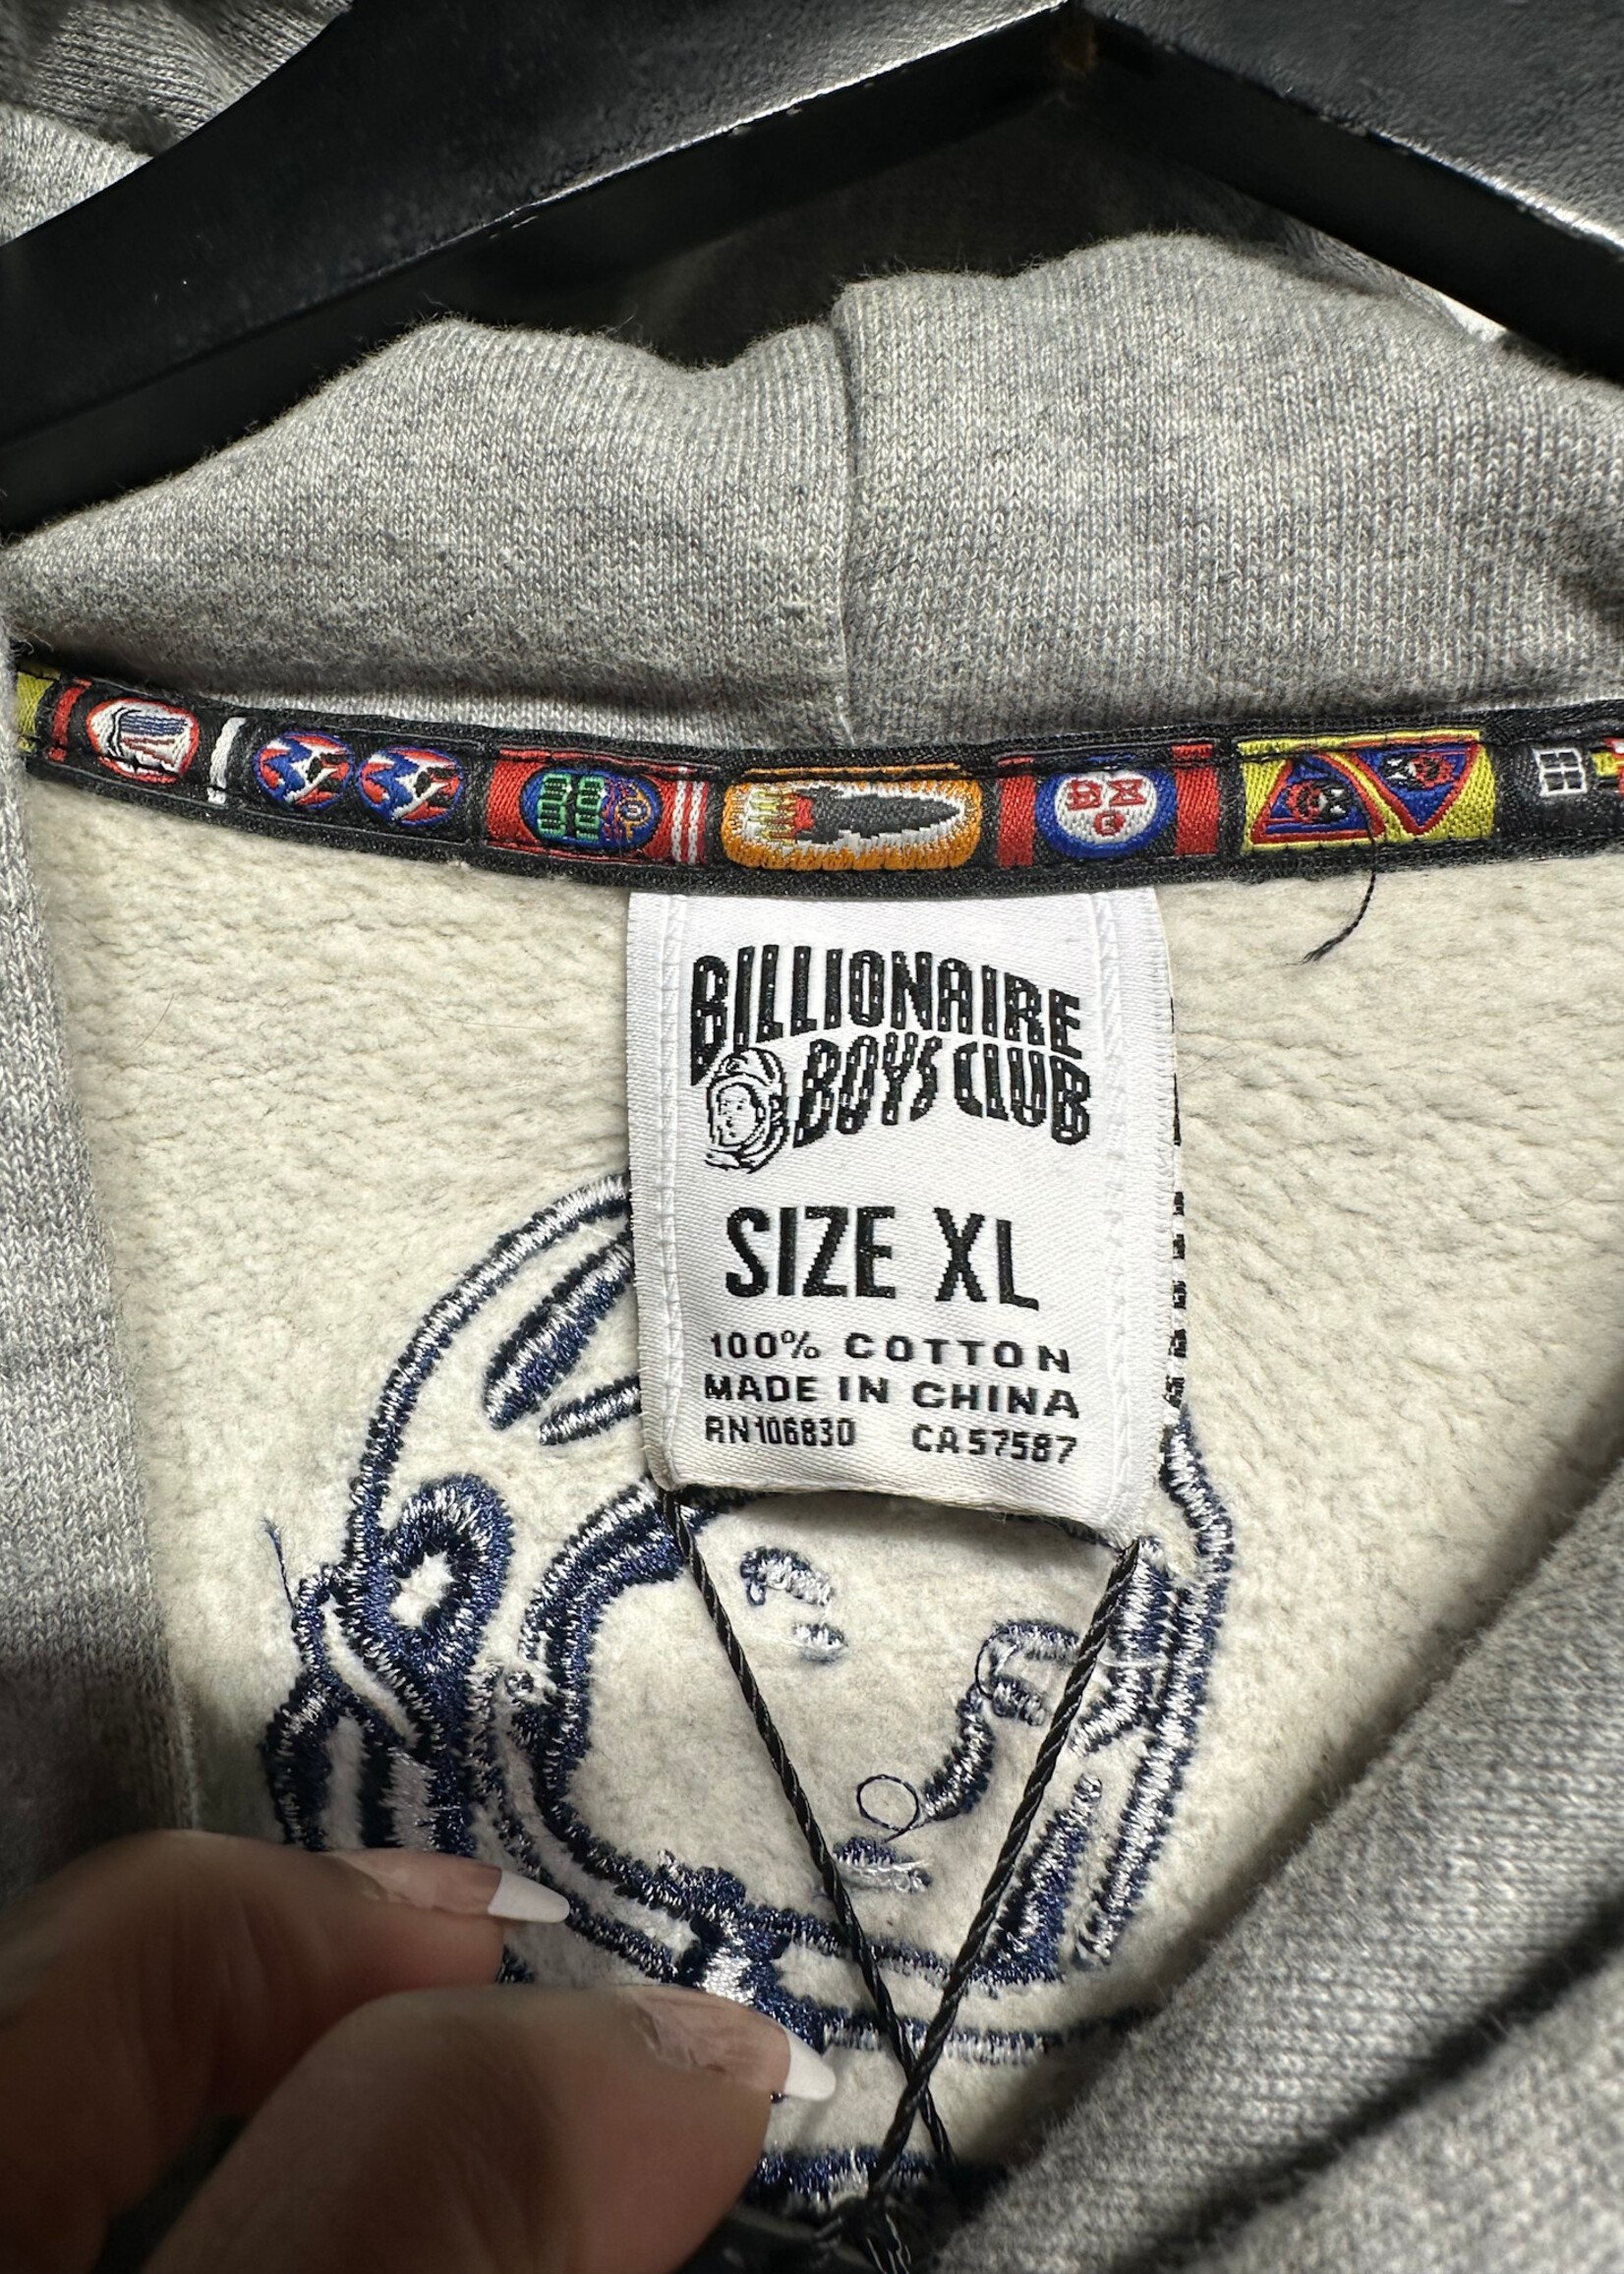 BILLIONAIRE
BOYS CLUB
SIZE XL
100% COTTON
MADE IN CHINA
RN106830 CA57587